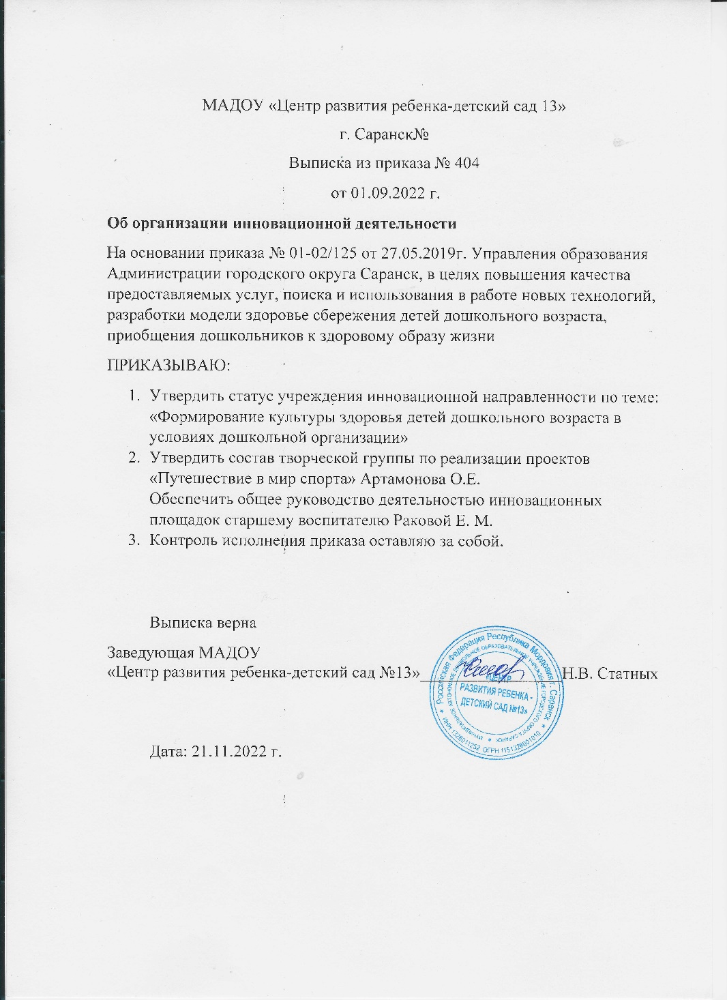 МАДОУ «Центр развития ребенка-детский сад 13»
г. Саранск№
Выписка из приказа № 404
от 01.09.2022 г.
Об организации инновационной деятельности
На основании приказа № 01-02/125 от 27.05.2019г. Управления образования
Администрации городского округа Саранск, в целях повышения качества
предоставляемых услуг, поиска и использования в работе новых технологий,
разработки модели здоровье сбережения детей дошкольного возраста,
приобщения дошкольников к здоровому образу жизни
ПРИКАЗЫВАЮ:
1. Утвердить статус учреждения инновационной направленности по теме:
«Формирование культуры здоровья детей дошкольного возраста в
условиях дошкольной организации»
2. Утвердить состав творческой группы по реализации проектов
«Путешествие в мир спорта» Артамонова О.Е.
Обеспечить общее руководство деятельностью инновационных
площадок старшему воспитателю Раковой Е. М.
3. Контроль исполнения приказа оставляю за собой.
Выписка верна
Заведующая МАДОУ
«Центр развития ребенка-детский сад №13»________________Н.В. Статных
Российская Федерация Республика Мордовия г. Саранск
ИНН 1328011252 ОГРН 1151328001010
«ЦЕНТР
РАЗВИТИЯ РЕБЕНКА -
ДЕТСКИЙ САД №13»
Дата: 21.11.2022 г.